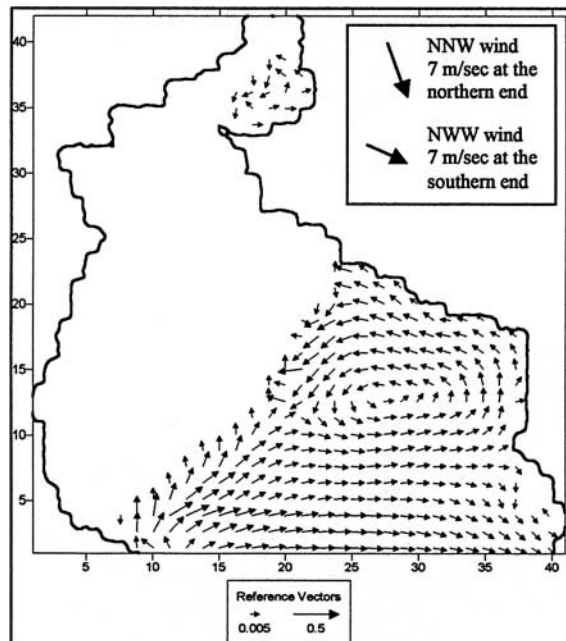 NNW wind
7 m/sec at the
northern end
NWW wind
7 m/sec at the
southern end
40
35
30
25
20
15
10
5
5 10 15 20 25 30 35 40
Reference Vectors
0.005 0.5